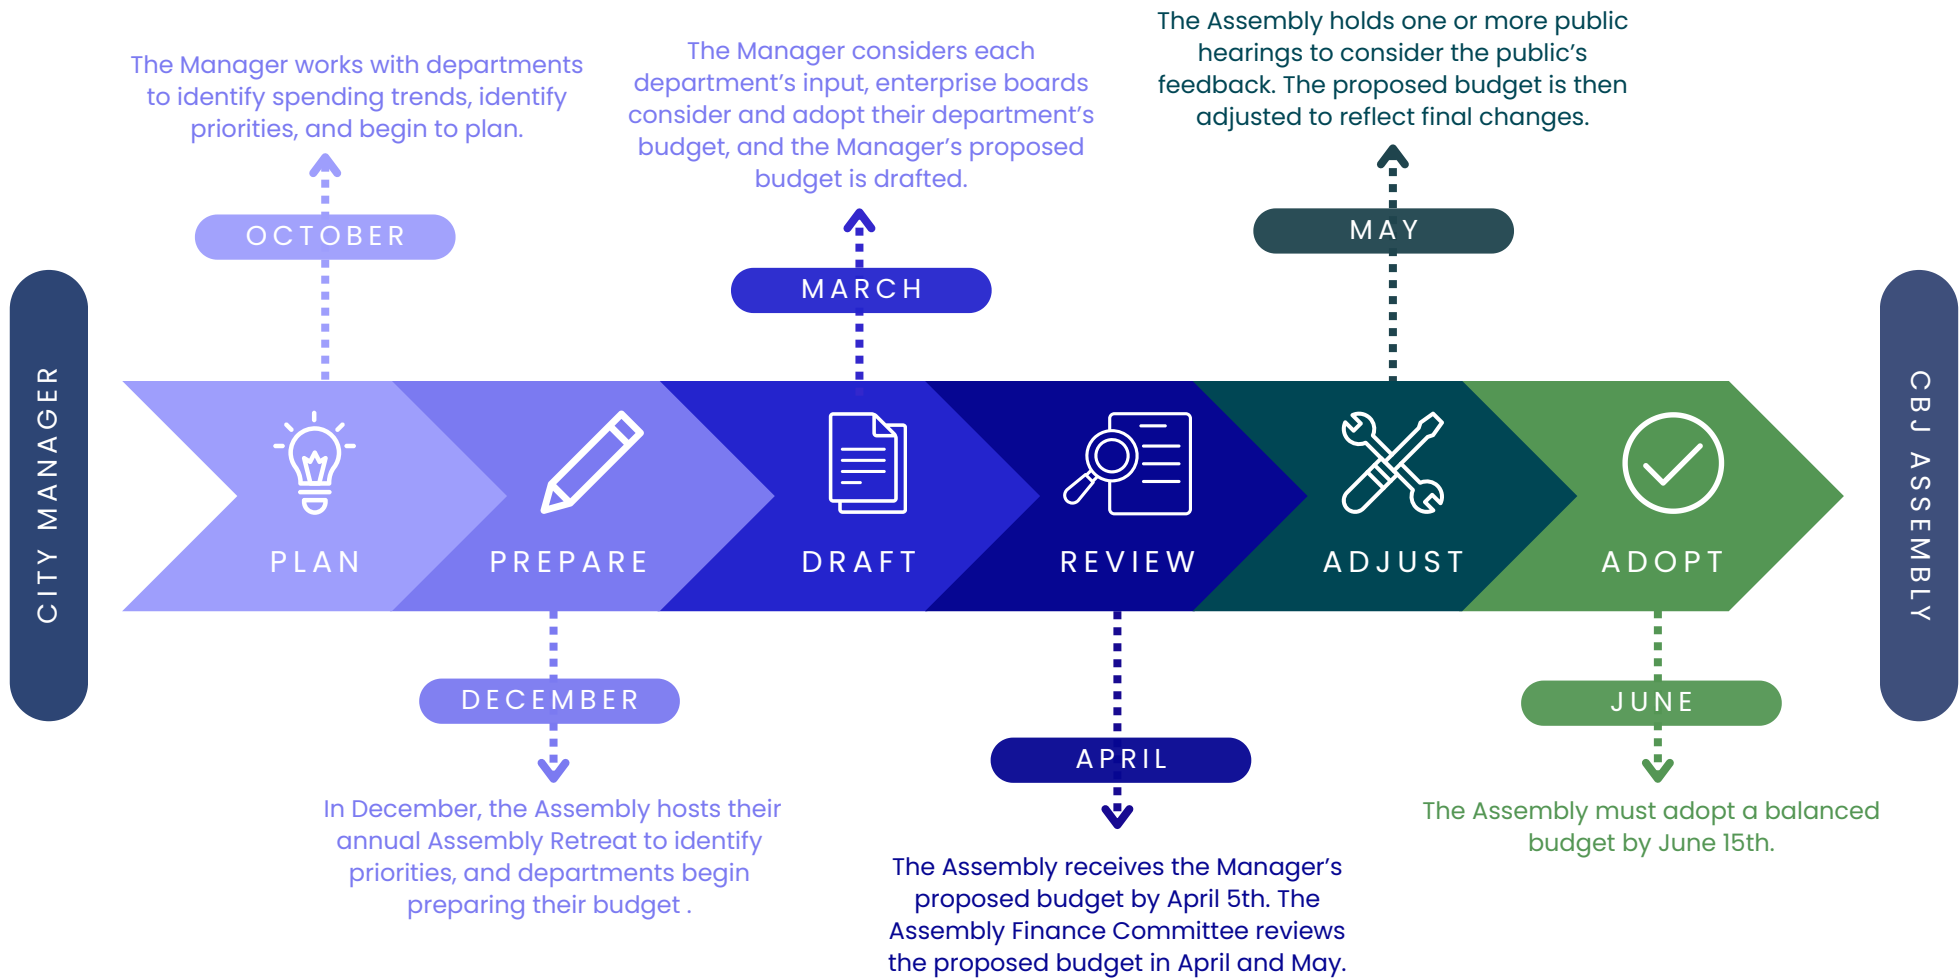 The Manager works with departments
to identify spending trends, identify
priorities, and begin to plan.
OCTOBER
The Manager considers each
department's input, enterprise boards
consider and adopt their department's
budget, and the Manager's proposed
budget is drafted.
MARCH
The Assembly holds one or more public
hearings to consider the public's
feedback. The proposed budget is then
adjusted to reflect final changes.
MAY
CITY MANAGER
PLAN
PREPARE
DRAFT
REVIEW
ADJUST
ADOPT
CBJ ASSEMBLY
DECEMBER
In December, the Assembly hosts their
annual Assembly Retreat to identify
priorities, and departments begin
preparing their budget .
APRIL
The Assembly receives the Manager's
proposed budget by April 5th. The
Assembly Finance Committee reviews
the proposed budget in April and May.
JUNE
The Assembly must adopt a balanced
budget by June 15th.